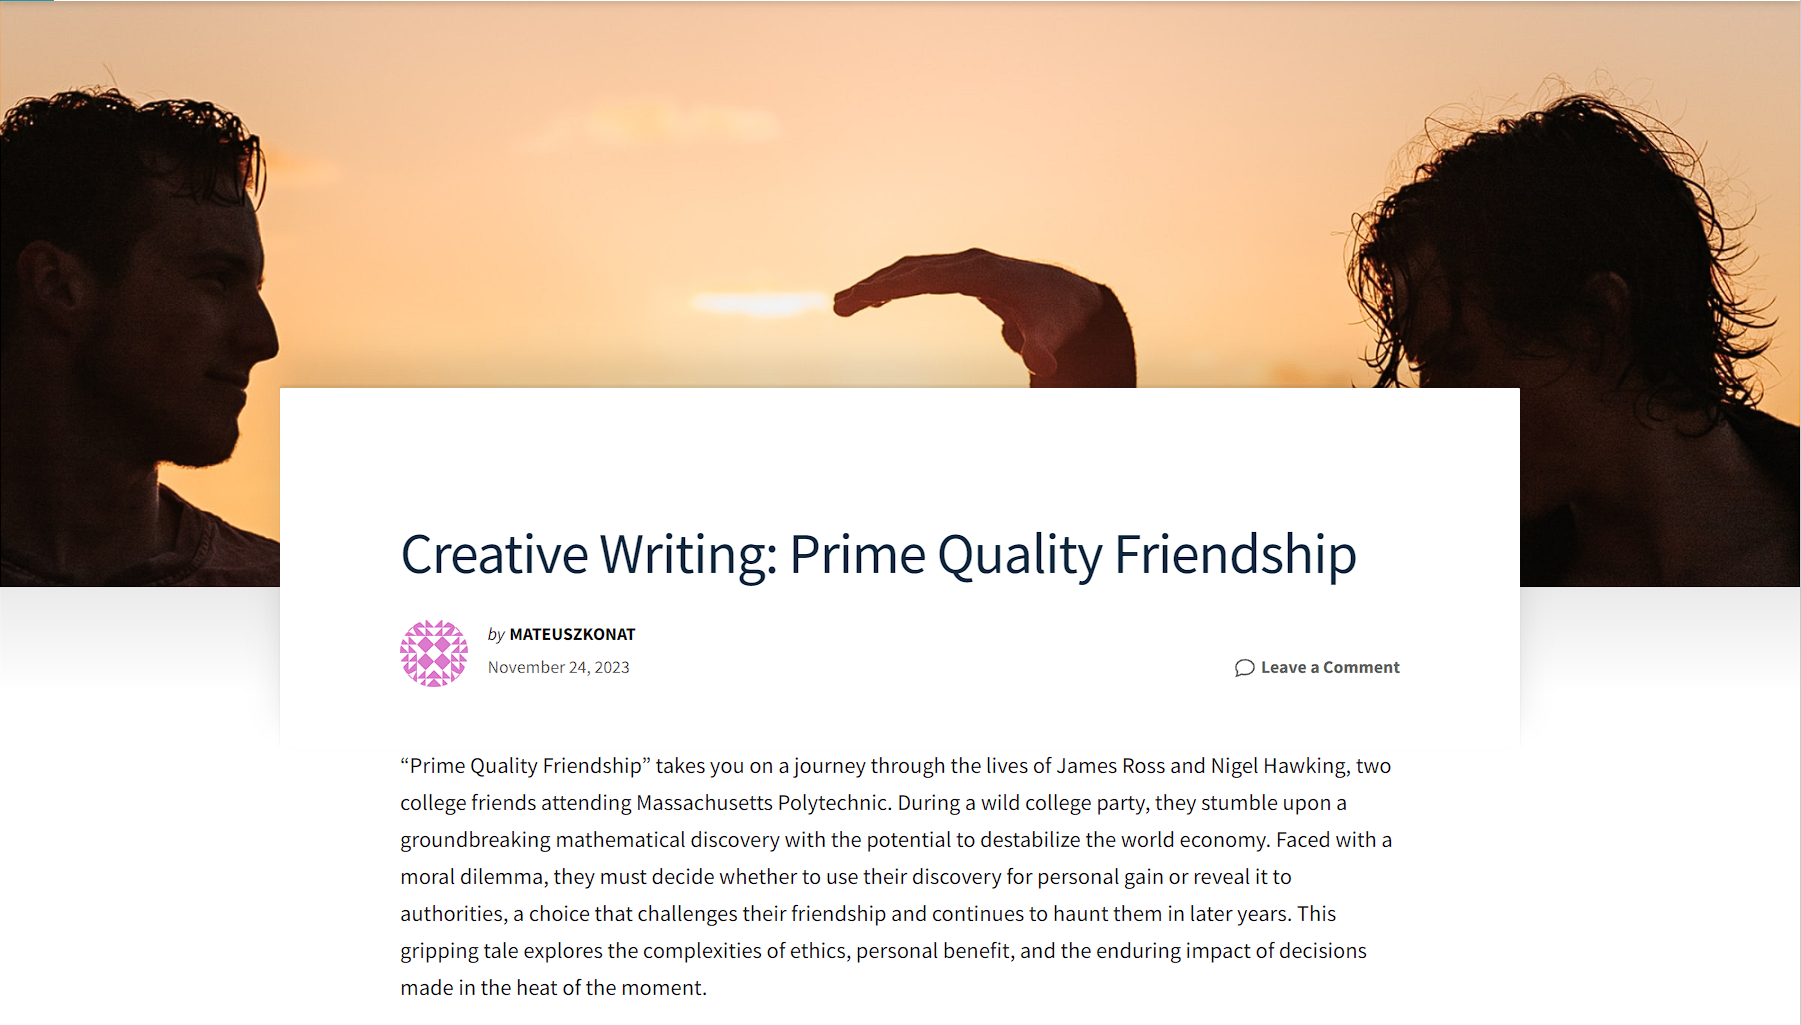 Creative Writing: Prime Quality Friendship
by MATEUSZKONAT
November 24, 2023
Leave a Comment
“Prime Quality Friendship” takes you on a journey through the lives of James Ross and Nigel Hawking, two
college friends attending Massachusetts Polytechnic. During a wild college party, they stumble upon a
groundbreaking mathematical discovery with the potential to destabilize the world economy. Faced with a
moral dilemma, they must decide whether to use their discovery for personal gain or reveal it to
authorities, a choice that challenges their friendship and continues to haunt them in later years. This
gripping tale explores the complexities of ethics, personal benefit, and the enduring impact of decisions
made in the heat of the moment.